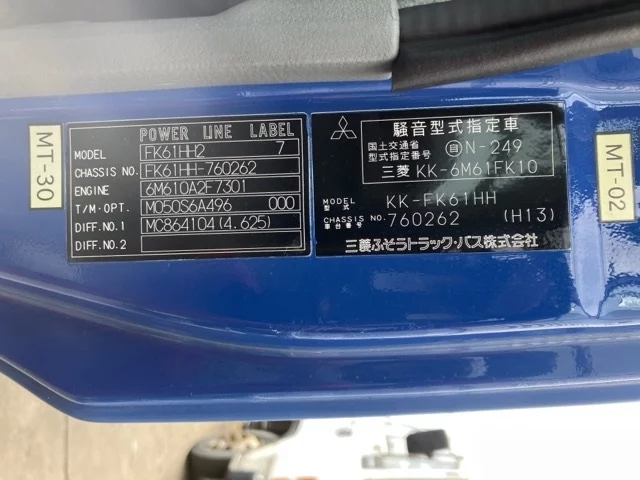 MT-30
POWER LINE LABEL
MODEL FK61HH2 7
CHASSIS NO. FK61HH-760262
ENGINE 6M610A2F7301
T/M·OPT. M050S6A496 000
DIFF.NO.1 MC864104(4.625)
DIFF.NO.2
騒音型式指定車
国土交通省
型式指定番号 自N-249
三菱 KK-6M61FK10
MODEL
型式 KK-FK61HH
CHASSIS NO.
車台番号 760262 (H13)
三菱ふそうトラック・バス株式会社
MT-02